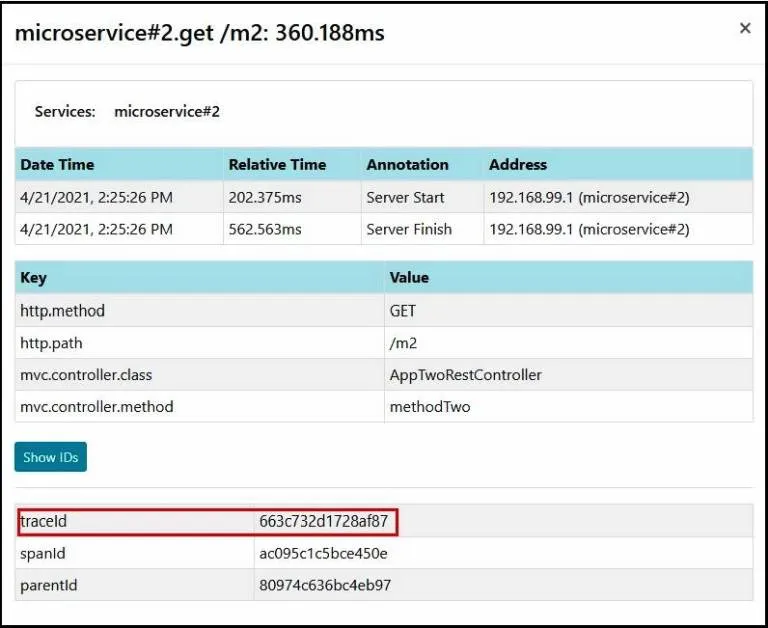 microservice#2.get /m2: 360.188ms ×
Services: microservice#2
Date Time Relative Time Annotation Address
4/21/2021, 2:25:26 PM 202.375ms Server Start 192.168.99.1 (microservice#2)
4/21/2021, 2:25:26 PM 562.563ms Server Finish 192.168.99.1 (microservice#2)
Key Value
http.method GET
http.path /m2
mvc.controller.class AppTwoRestController
mvc.controller.method methodTwo
Show IDs
traceId 663c732d1728af87
spanId ac095c1c5bce450e
parentId 80974c636bc4eb97